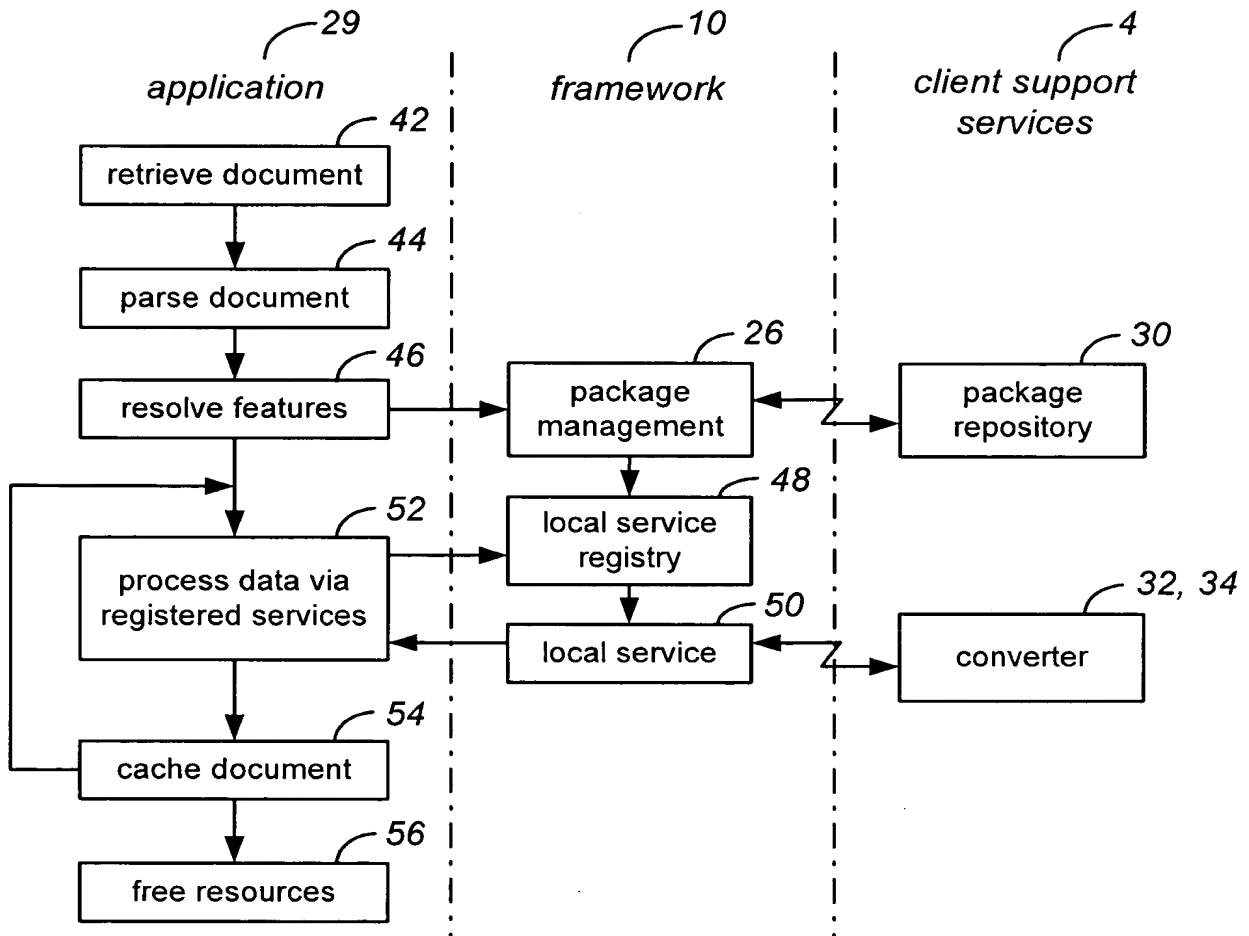 29
application
10
framework
4
client support
services
42
retrieve document
44
parse document
46
resolve features
26
package
management
30
package
repository
48
local service
registry
52
process data via
registered services
50
local service
32, 34
converter
54
cache document
56
free resources